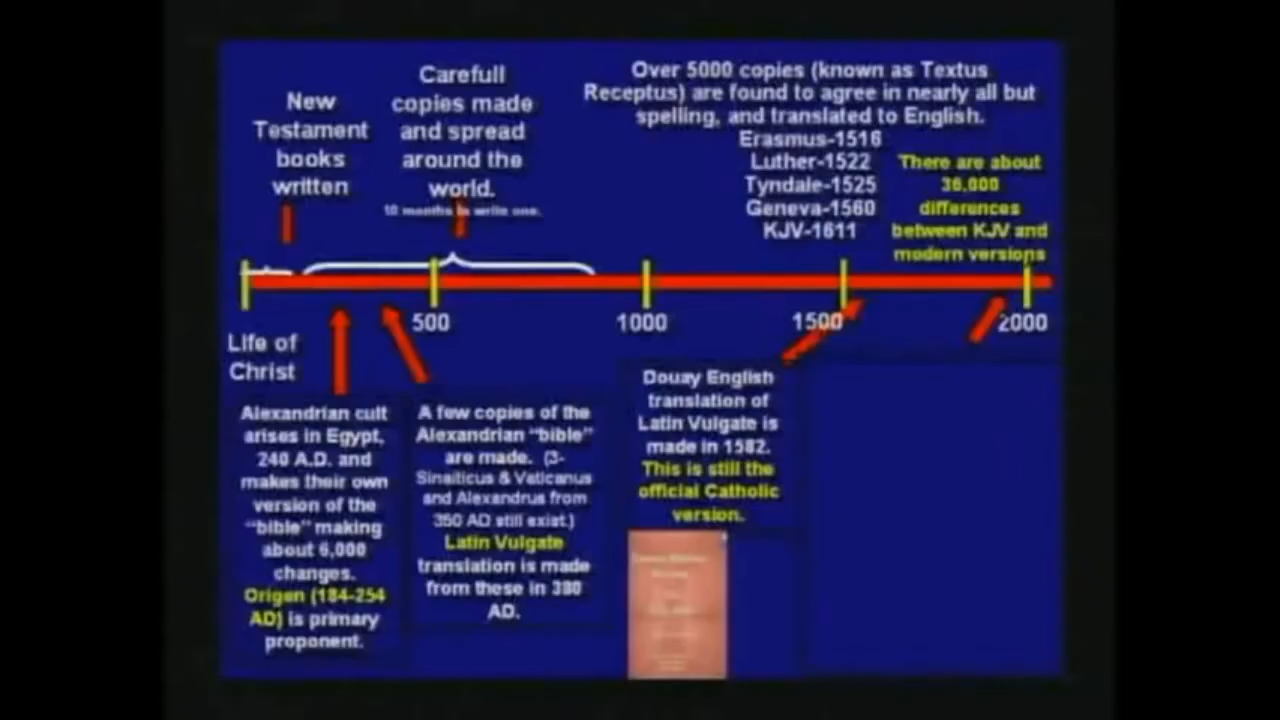 New
Testament
books
written
Carefull
copies made
and spread
around the
world.
10 months to write one.
Over 5000 copies (known as Textus
Receptus) are found to agree in nearly all but
spelling, and translated to English.
Erasmus-1516
Luther-1522
Tyndale-1525
Geneva-1560
KJV-1611
There are about
36,000
differences
between KJV and
modern versions
500
1000
1500
2000
Life of
Christ
Alexandrian cult
arises in Egypt,
240 A.D. and
makes their own
version of the
"bible" making
about 6,000
changes.
Origen (184-254
AD) is primary
proponent.
A few copies of the
Alexandrian "bible"
are made. (3-
Sinaiticus & Vaticanus
and Alexandrus from
350 AD still exist.)
Latin Vulgate
translation is made
from these in 380
AD.
Douay English
translation of
Latin Vulgate is
made in 1582.
This is still the
official Catholic
version.